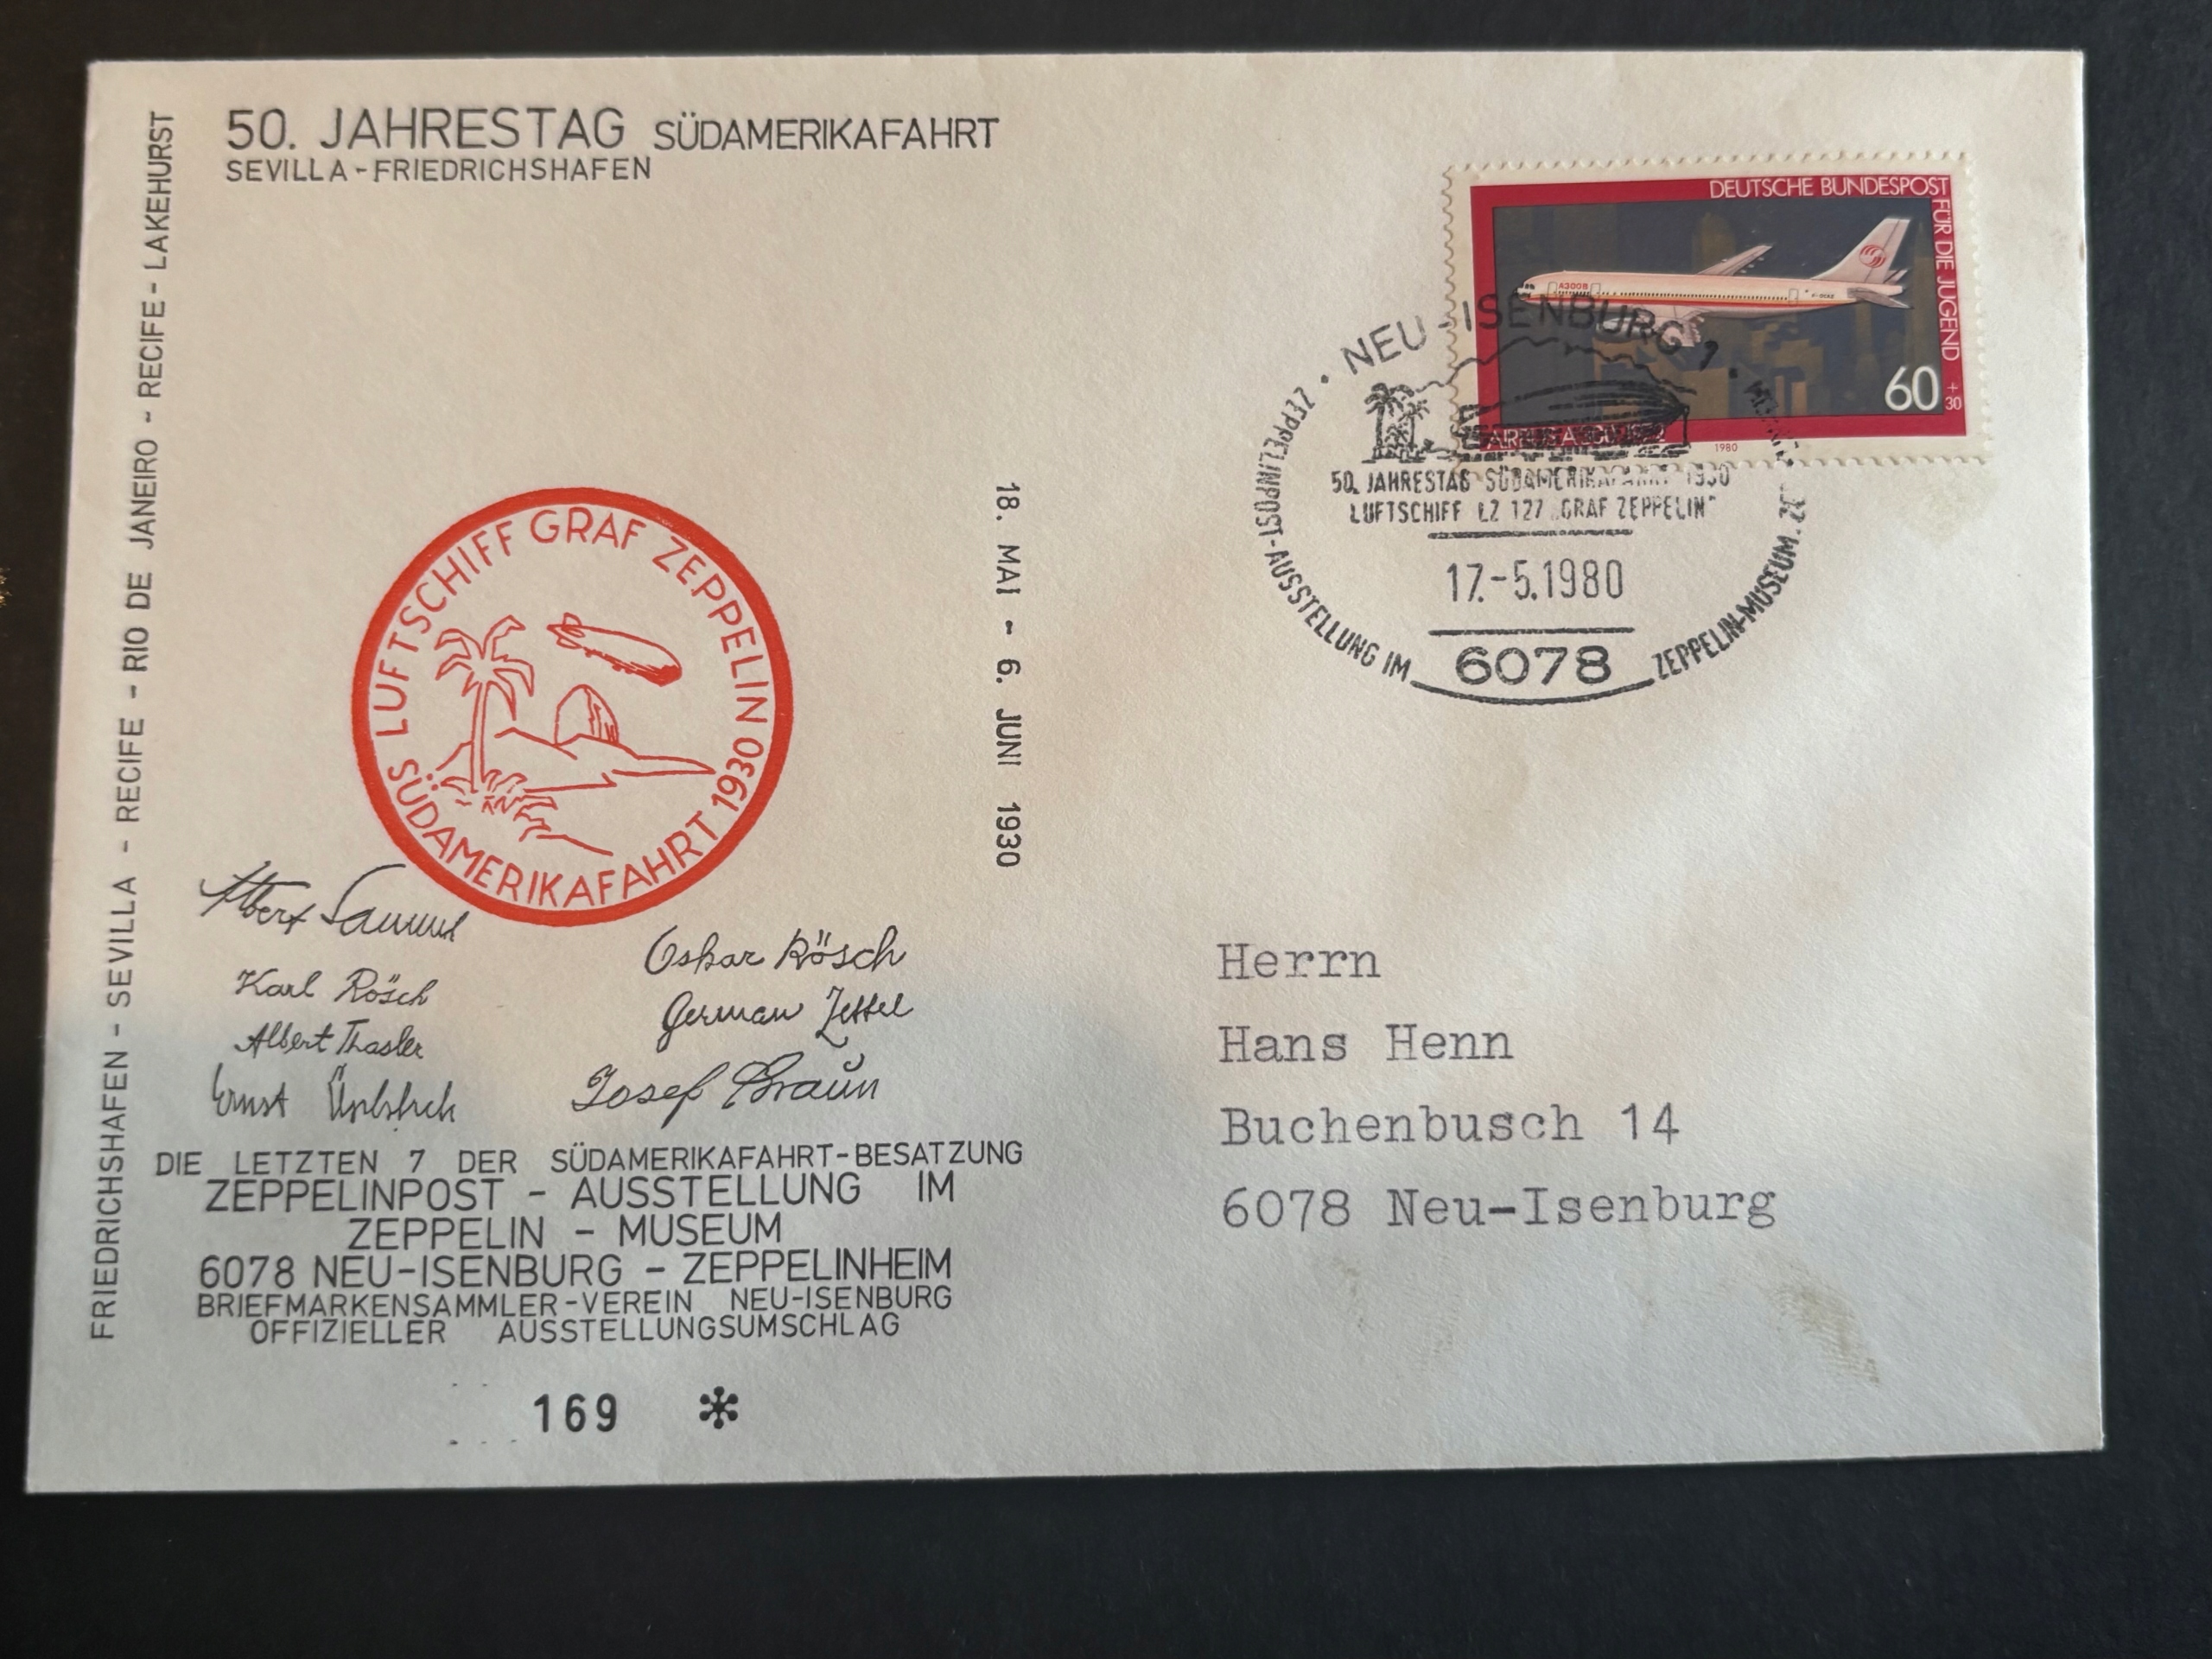 50. JAHRESTAG SÜDAMERIKAFAHRT
SEVILLA-FRIEDRICHSHAFEN
FRIEDRICHSHAFEN - SEVILLA - RECIFE - RIO DE JANEIRO - RECIFE - LAKEHURST
LUFTSCHIFF GRAF ZEPPELIN
SÜDAMERIKAFAHRT 1930
18. MAI - 6. JUNI 1930
Albert
Karl Rösch
Albert Thasler
Ernst
Oskar Rösch
German Zettel
Josef Braun
DIE LETZTEN 7 DER SÜDAMERIKAFAHRT-BESATZUNG
ZEPPELINPOST - AUSSTELLUNG IM
ZEPPELIN - MUSEUM
6078 NEU-ISENBURG - ZEPPELINHEIM
BRIEFMARKENSAMMLER-VEREIN NEU-ISENBURG
OFFIZIELLER AUSSTELLUNGSUMSCHLAG
169 *
DEUTSCHE BUNDESPOST
FÜR DIE JUGEND
A300B
60 + 30
1980
NEU-ISENBURG 1
50. JAHRESTAG SÜDAMERIKAFAHRT 1930
LUFTSCHIFF LZ 127 „GRAF ZEPPELIN"
17.-5.1980
6078
ZEPPELINPOST-AUSSTELLUNG IM ZEPPELIN-MUSEUM
Herrn
Hans Henn
Buchenbusch 14
6078 Neu-Isenburg